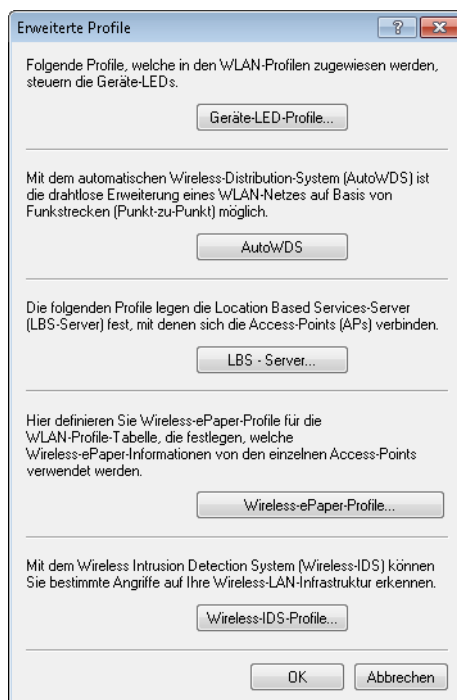 Erweiterte Profile
Folgende Profile, welche in den WLAN-Profilen zugewiesen werden,
steuern die Geräte-LEDs.
Geräte-LED-Profile...
Mit dem automatischen Wireless-Distribution-System (AutoWDS) ist
die drahtlose Erweiterung eines WLAN-Netzes auf Basis von
Funkstrecken (Punkt-zu-Punkt) möglich.
AutoWDS
Die folgenden Profile legen die Location Based Services-Server
(LBS-Server) fest, mit denen sich die Access-Points (APs) verbinden.
LBS - Server...
Hier definieren Sie Wireless-ePaper-Profile für die
WLAN-Profile-Tabelle, die festlegen, welche
Wireless-ePaper-Informationen von den einzelnen Access-Points
verwendet werden.
Wireless-ePaper-Profile...
Mit dem Wireless Intrusion Detection System (Wireless-IDS) können
Sie bestimmte Angriffe auf Ihre Wireless-LAN-Infrastruktur erkennen.
Wireless-IDS-Profile...
OK Abbrechen